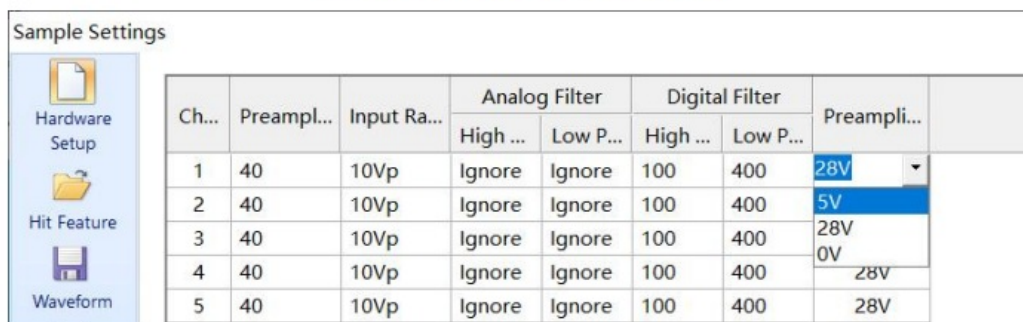 Sample Settings
Hardware
Setup
Hit Feature
Waveform
Ch... Preampl... Input Ra... Analog Filter Digital Filter Preampli...
High ... Low P... High ... Low P...
1 40 10Vp Ignore Ignore 100 400 28V
2 40 10Vp Ignore Ignore 100 400 5V
3 40 10Vp Ignore Ignore 100 400 28V
0V
4 40 10Vp Ignore Ignore 100 400 28V
5 40 10Vp Ignore Ignore 100 400 28V